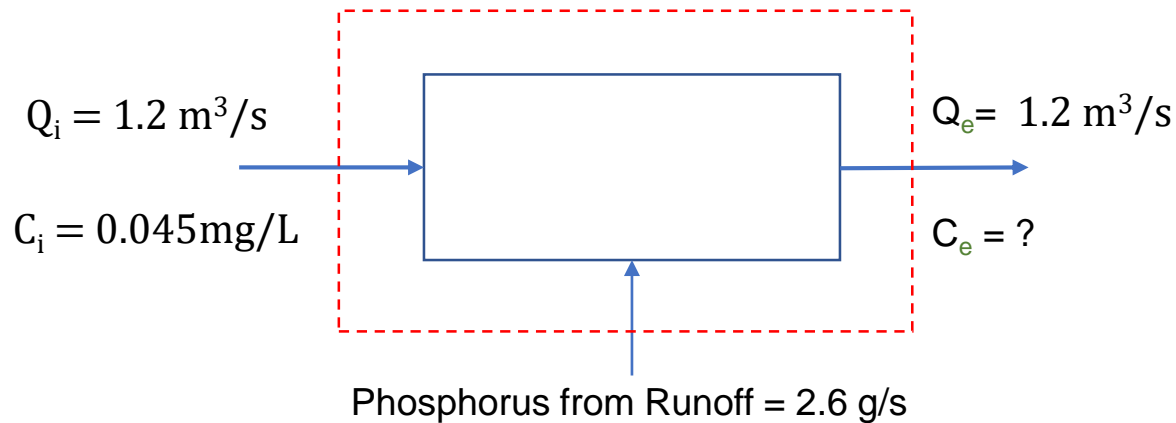 Qᵢ = 1.2 m³/s
Qₑ= 1.2 m³/s
Cᵢ = 0.045mg/L
Cₑ = ?
Phosphorus from Runoff = 2.6 g/s